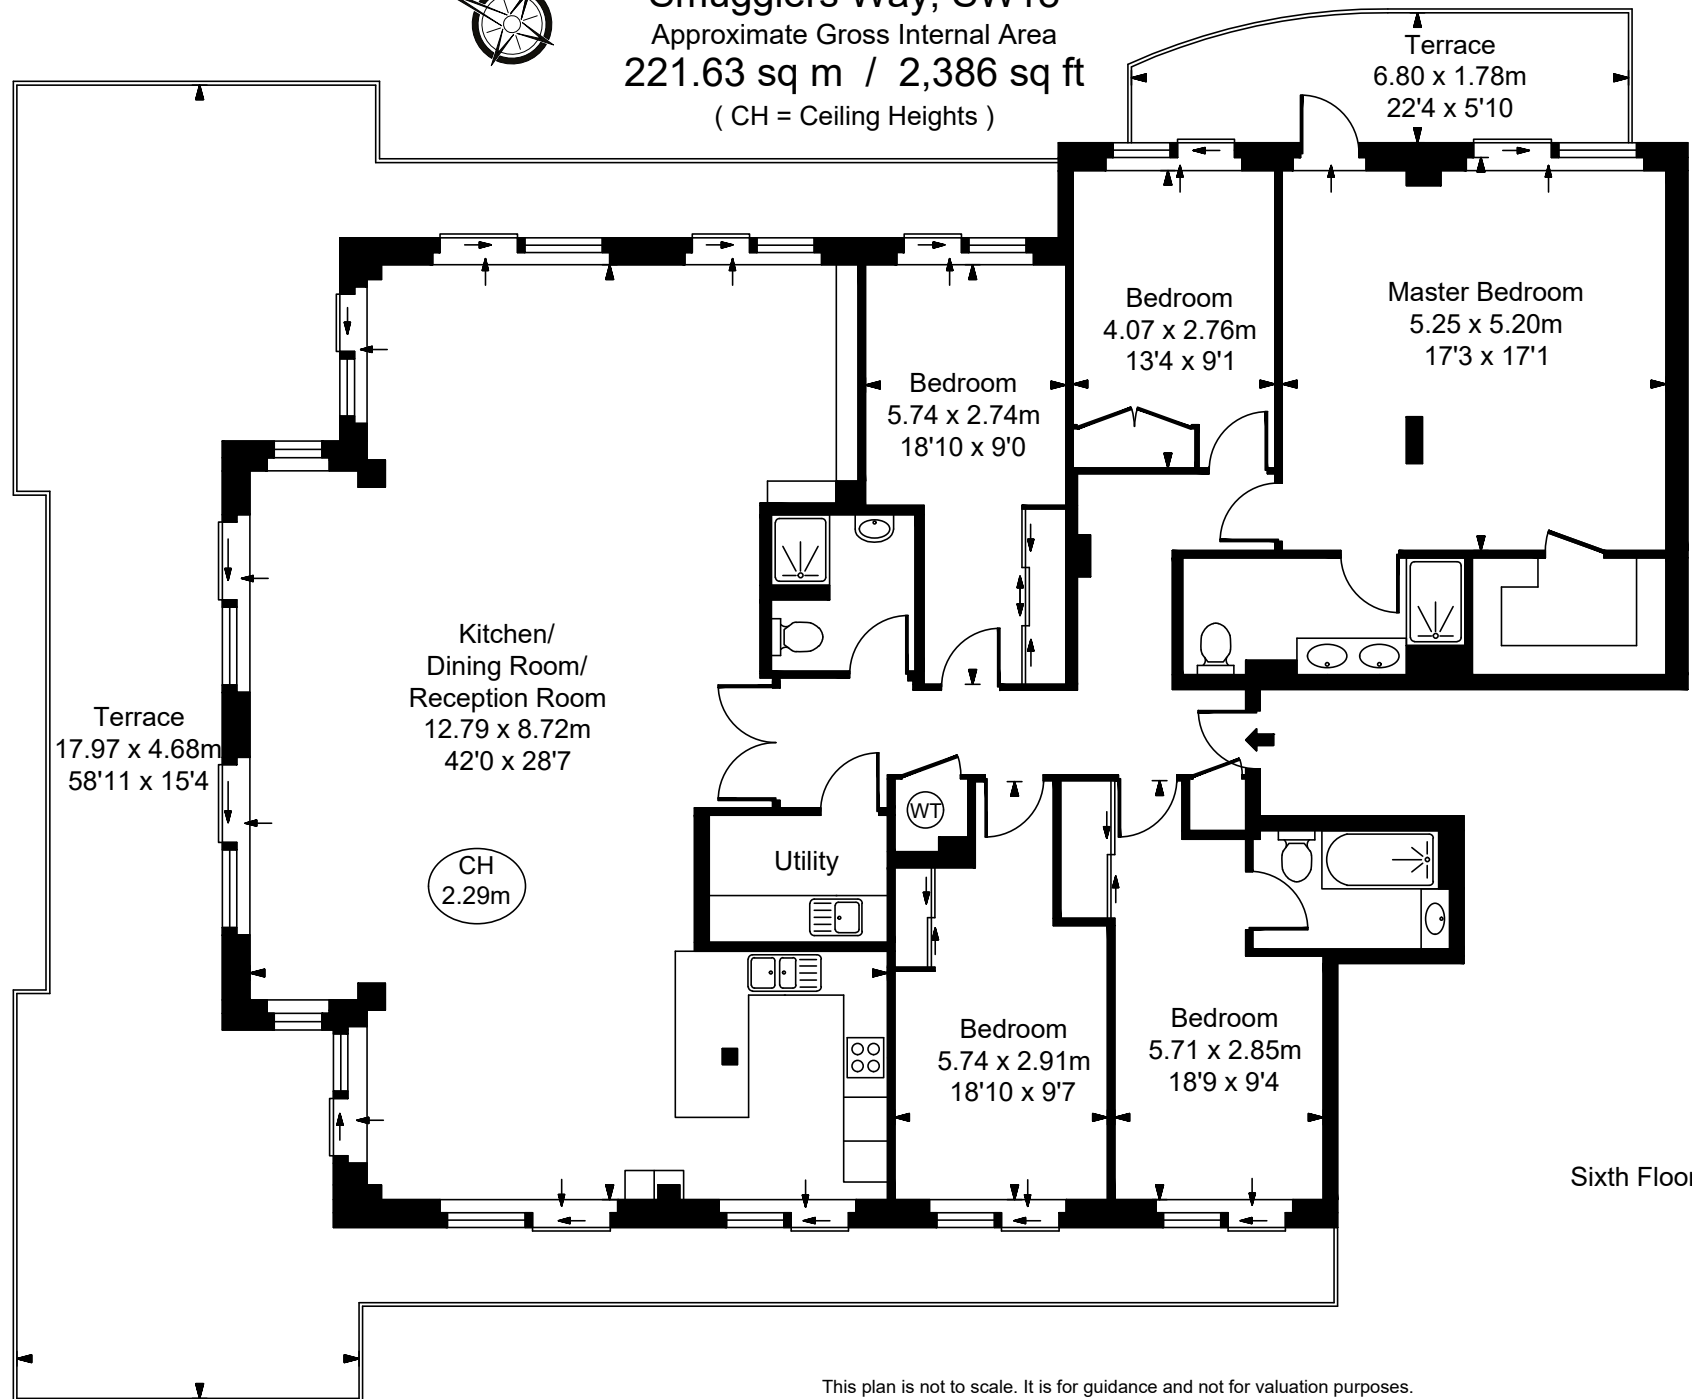 Smugglers Way, SW18
Approximate Gross Internal Area
221.63 sq m / 2,386 sq ft
( CH = Ceiling Heights )
Terrace
6.80 x 1.78m
22'4 x 5'10
Bedroom
4.07 x 2.76m
13'4 x 9'1
Master Bedroom
5.25 x 5.20m
17'3 x 17'1
Bedroom
5.74 x 2.74m
18'10 x 9'0
Kitchen/
Dining Room/
Reception Room
12.79 x 8.72m
42'0 x 28'7
Terrace
17.97 x 4.68m
58'11 x 15'4
WT
Utility
CH
2.29m
Bedroom
5.74 x 2.91m
18'10 x 9'7
Bedroom
5.71 x 2.85m
18'9 x 9'4
Sixth Floor
This plan is not to scale. It is for guidance and not for valuation purposes.